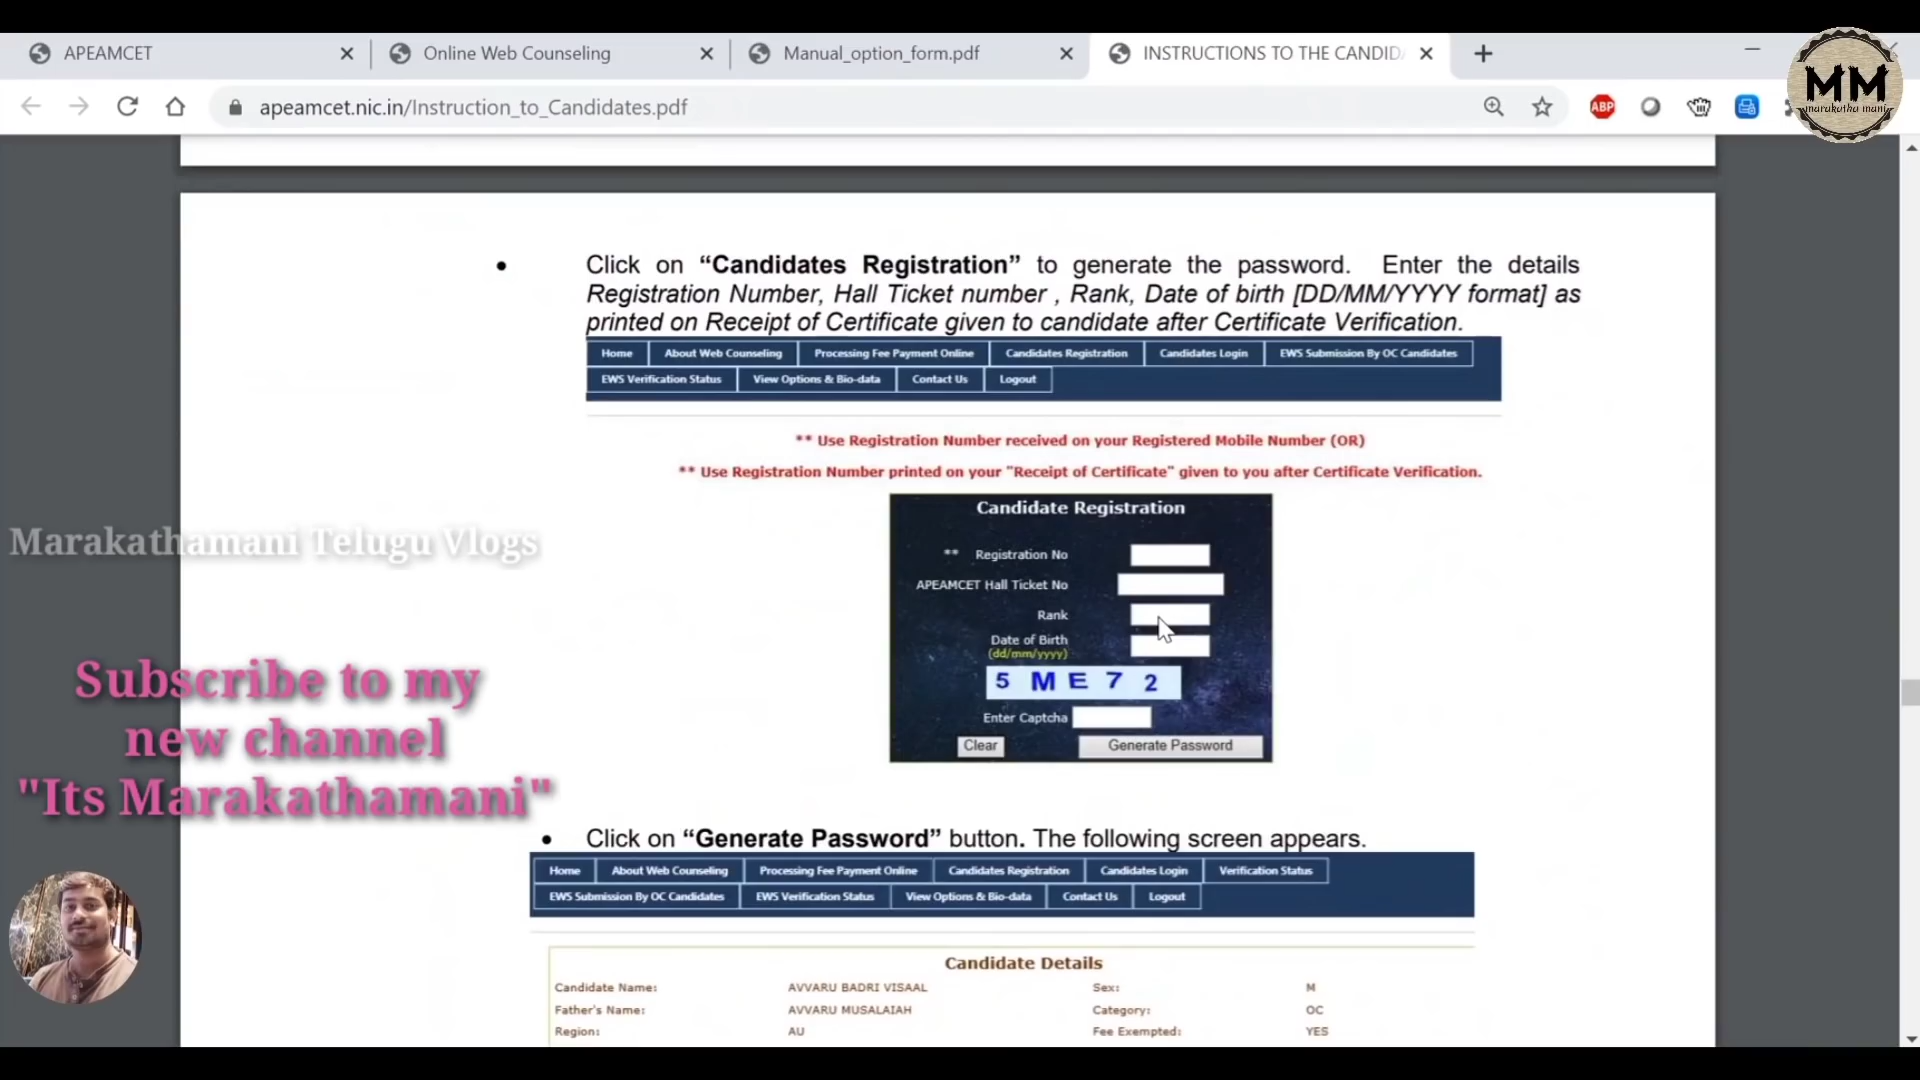 APEAMCET
Online Web Counseling
Manual_option_form.pdf
INSTRUCTIONS TO THE CANDID
apeamcet.nic.in/Instruction_to_Candidates.pdf
ABP
MM
marakatha mani
• Click on “Candidates Registration” to generate the password. Enter the details
Registration Number, Hall Ticket number , Rank, Date of birth [DD/MM/YYYY format] as
printed on Receipt of Certificate given to candidate after Certificate Verification.
Home About Web Counseling Processing Fee Payment Online Candidates Registration Candidates Login EWS Submission By OC Candidates
EWS Verification Status View Options & Bio-data Contact Us Logout
** Use Registration Number received on your Registered Mobile Number (OR)
** Use Registration Number printed on your "Receipt of Certificate" given to you after Certificate Verification.
Candidate Registration
** Registration No
APEAMCET Hall Ticket No
Rank
Date of Birth
(dd/mm/yyyy)
5 M E 7 2
Enter Captcha
Clear Generate Password
Marakathamani Telugu Vlogs
Subscribe to my
new channel
"Its Marakathamani"
• Click on “Generate Password” button. The following screen appears.
Home About Web Counseling Processing Fee Payment Online Candidates Registration Candidates Login Verification Status
EWS Submission By OC Candidates EWS Verification Status View Options & Bio-data Contact Us Logout
Candidate Details
Candidate Name: AVVARU BADRI VISAAL Sex: M
Father's Name: AVVARU MUSALAIAH Category: OC
Region: AU Fee Exempted: YES